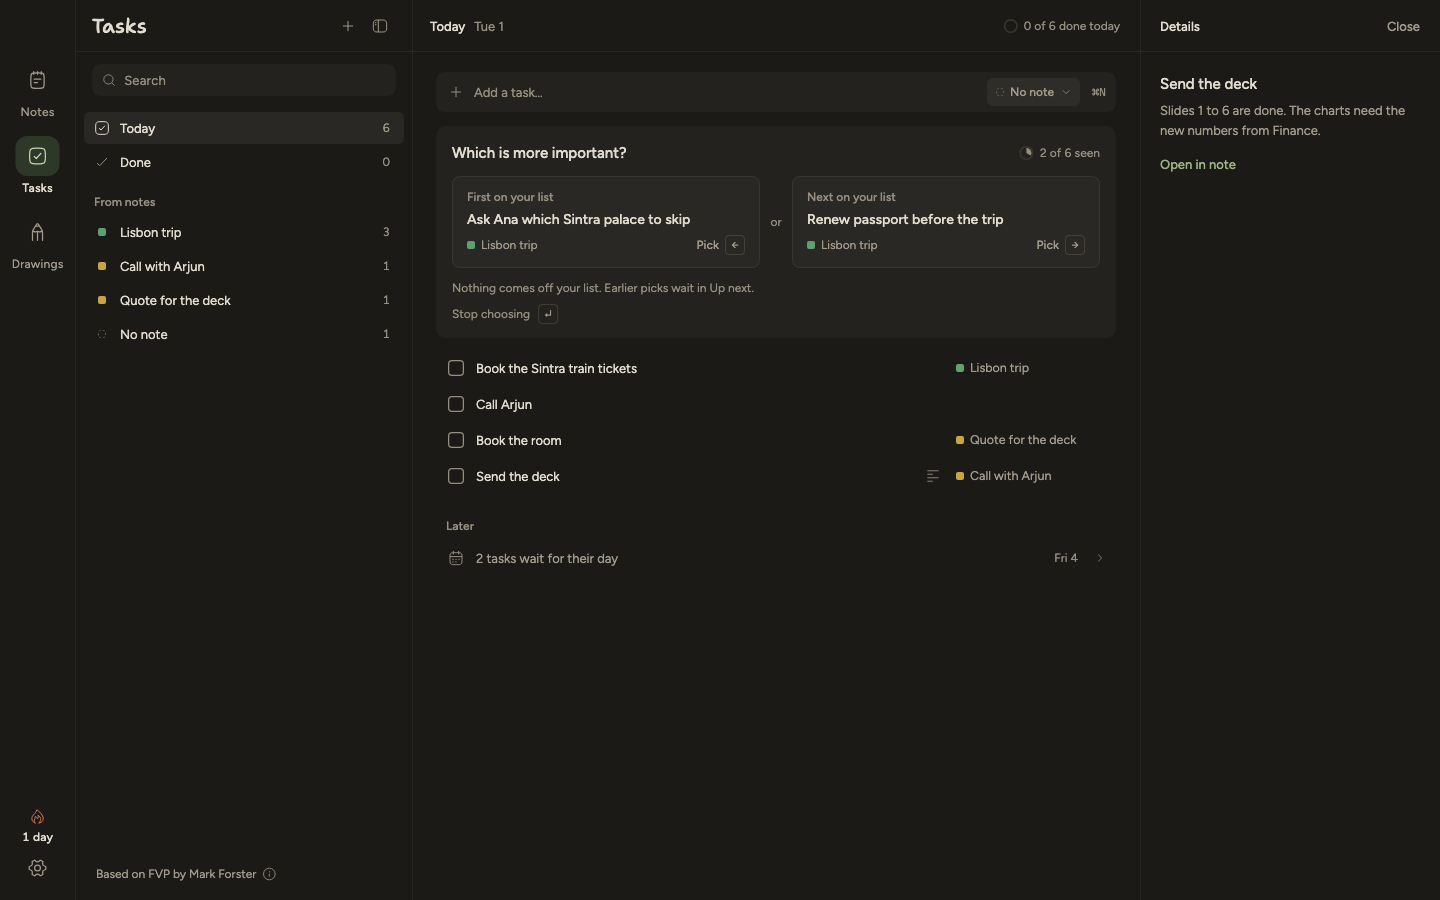 Notes
Tasks
Drawings
1 day
Tasks
Search
Today 6
Done 0
From notes
Lisbon trip 3
Call with Arjun 1
Quote for the deck 1
No note 1
Based on FVP by Mark Forster
Today Tue 1
0 of 6 done today
Add a task...
No note
⌘N
Which is more important?
2 of 6 seen
First on your list
Ask Ana which Sintra palace to skip
Lisbon trip
Pick ←
or
Next on your list
Renew passport before the trip
Lisbon trip
Pick →
Nothing comes off your list. Earlier picks wait in Up next.
Stop choosing ↵
Book the Sintra train tickets Lisbon trip
Call Arjun
Book the room Quote for the deck
Send the deck Call with Arjun
Later
2 tasks wait for their day Fri 4
Details
Close
Send the deck
Slides 1 to 6 are done. The charts need the
new numbers from Finance.
Open in note